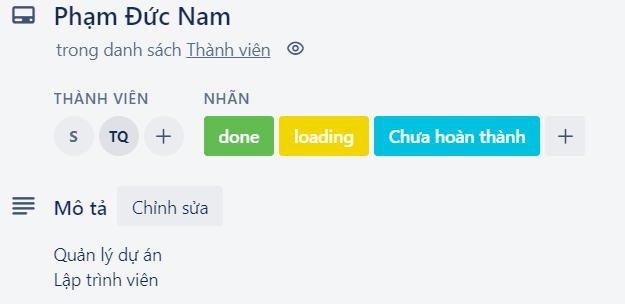 Phạm Đức Nam
trong danh sách Thành viên
THÀNH VIÊN NHÃN
S TQ + done loading Chưa hoàn thành +
Mô tả Chỉnh sửa
Quản lý dự án
Lập trình viên